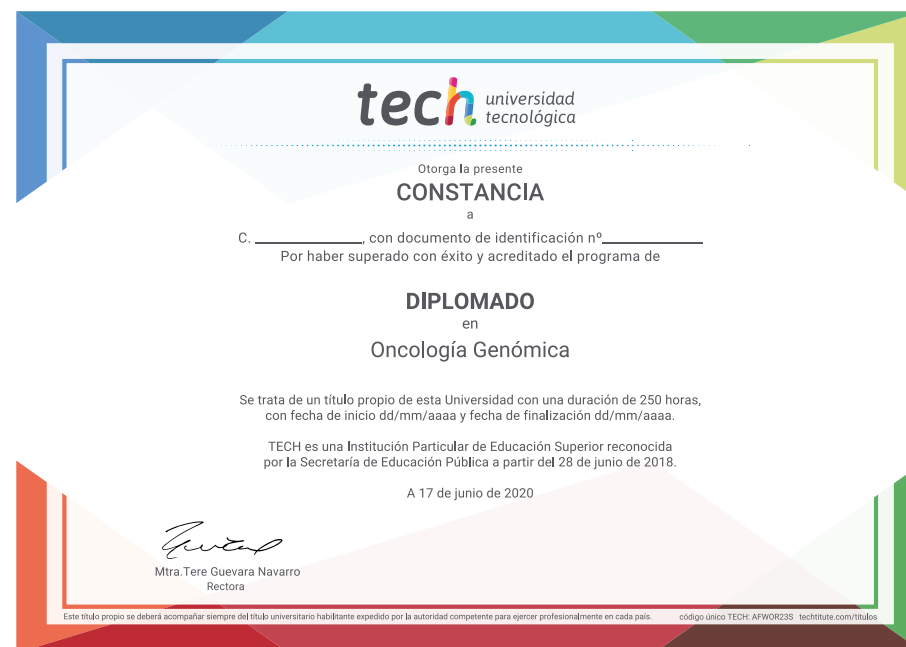 tech universidad
tecnológica
Otorga la presente
CONSTANCIA
a
C. ____________, con documento de identificación nº____________
Por haber superado con éxito y acreditado el programa de
DIPLOMADO
en
Oncología Genómica
Se trata de un título propio de esta Universidad con una duración de 250 horas,
con fecha de inicio dd/mm/aaaa y fecha de finalización dd/mm/aaaa.
TECH es una Institución Particular de Educación Superior reconocida
por la Secretaría de Educación Pública a partir del 28 de junio de 2018.
A 17 de junio de 2020
Mtra.Tere Guevara Navarro
Rectora
Este título propio se deberá acompañar siempre del título universitario habilitante expedido por la autoridad competente para ejercer profesionalmente en cada país. código único TECH: AFWOR23S techtitute.com/titulos